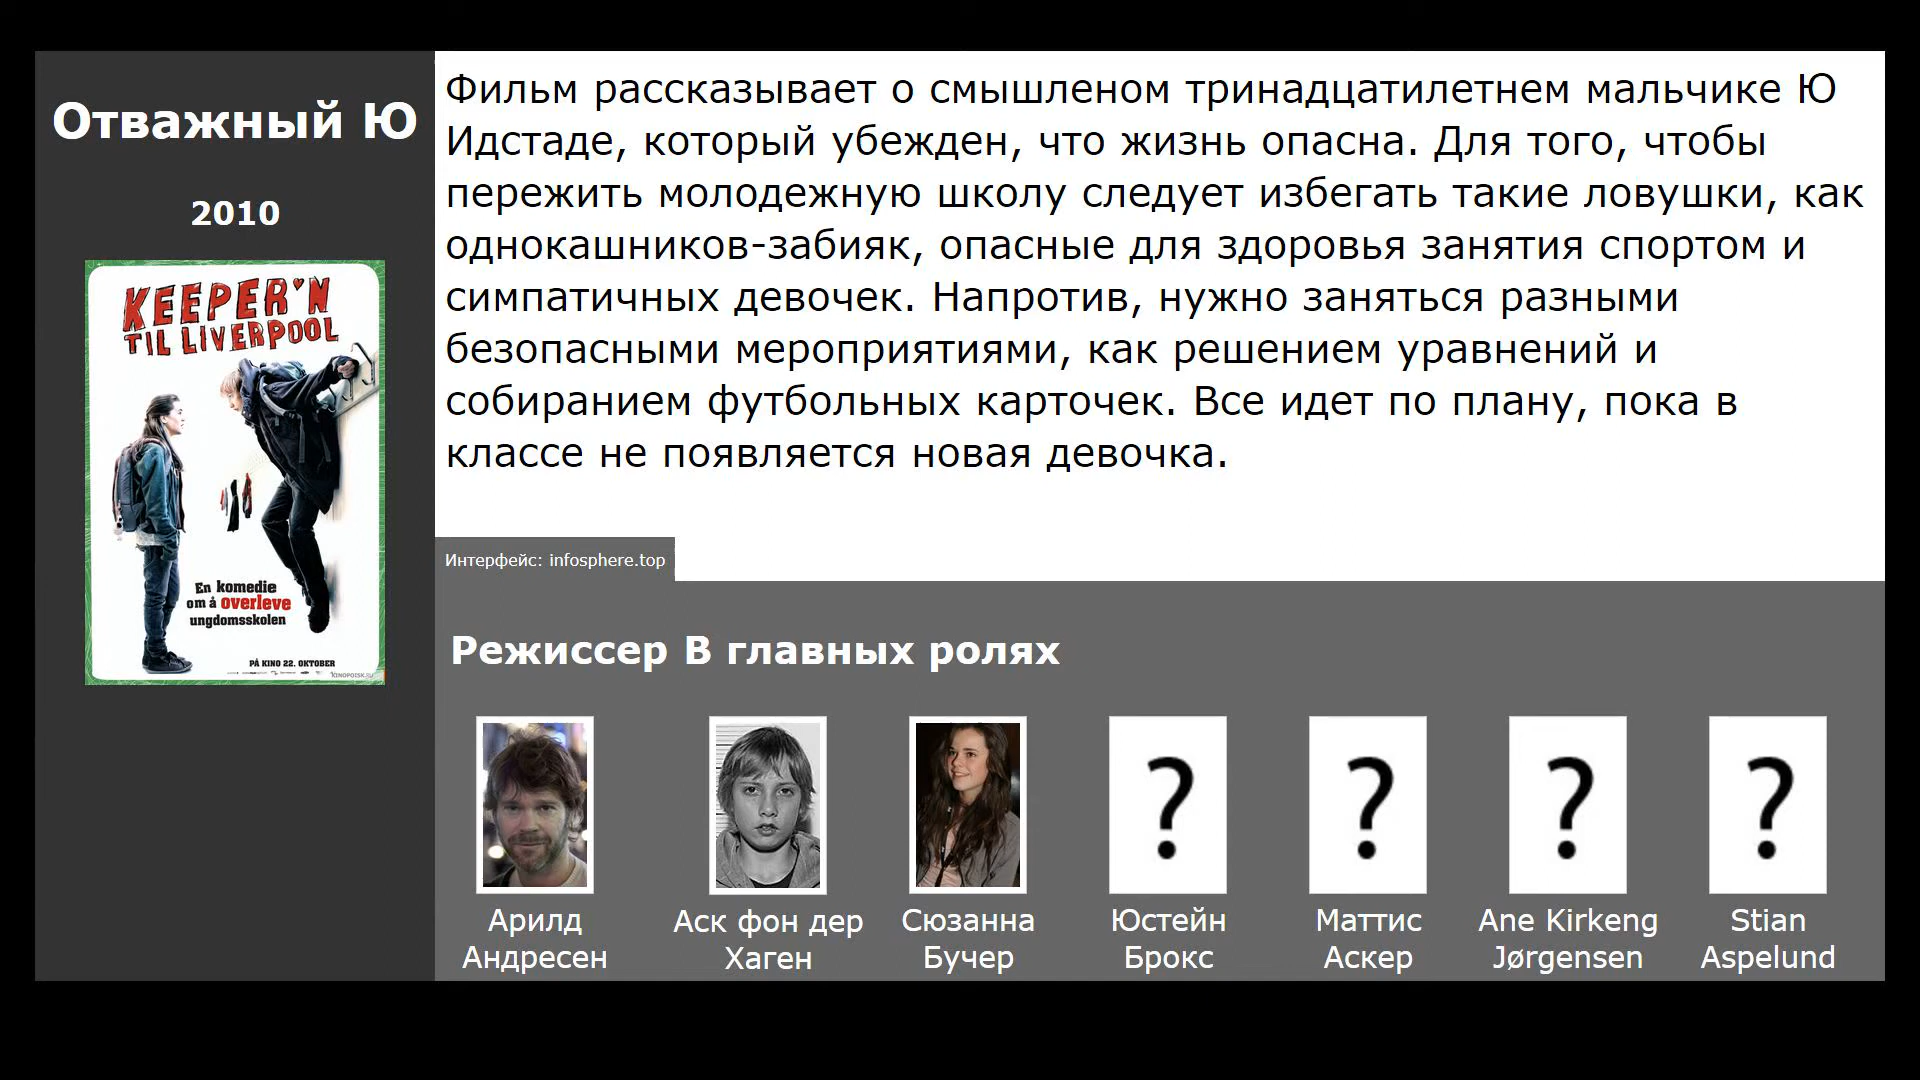 Отважный Ю
2010
KEEPER'N
TIL LIVERPOOL
En komedie
om å overleve
ungdomsskolen
PÅ KINO 22. OKTOBER
KINOPOISK.RU
Фильм рассказывает о смышленом тринадцатилетнем мальчике Ю
Идстаде, который убежден, что жизнь опасна. Для того, чтобы
пережить молодежную школу следует избегать такие ловушки, как
однокашников-забияк, опасные для здоровья занятия спортом и
симпатичных девочек. Напротив, нужно заняться разными
безопасными мероприятиями, как решением уравнений и
собиранием футбольных карточек. Все идет по плану, пока в
классе не появляется новая девочка.
Интерфейс: infosphere.top
Режиссер В главных ролях
? ? ? ?
Арилд
Андресен
Аск фон дер
Хаген
Сюзанна
Бучер
Юстейн
Брокс
Маттис
Аскер
Ane Kirkeng
Jørgensen
Stian
Aspelund